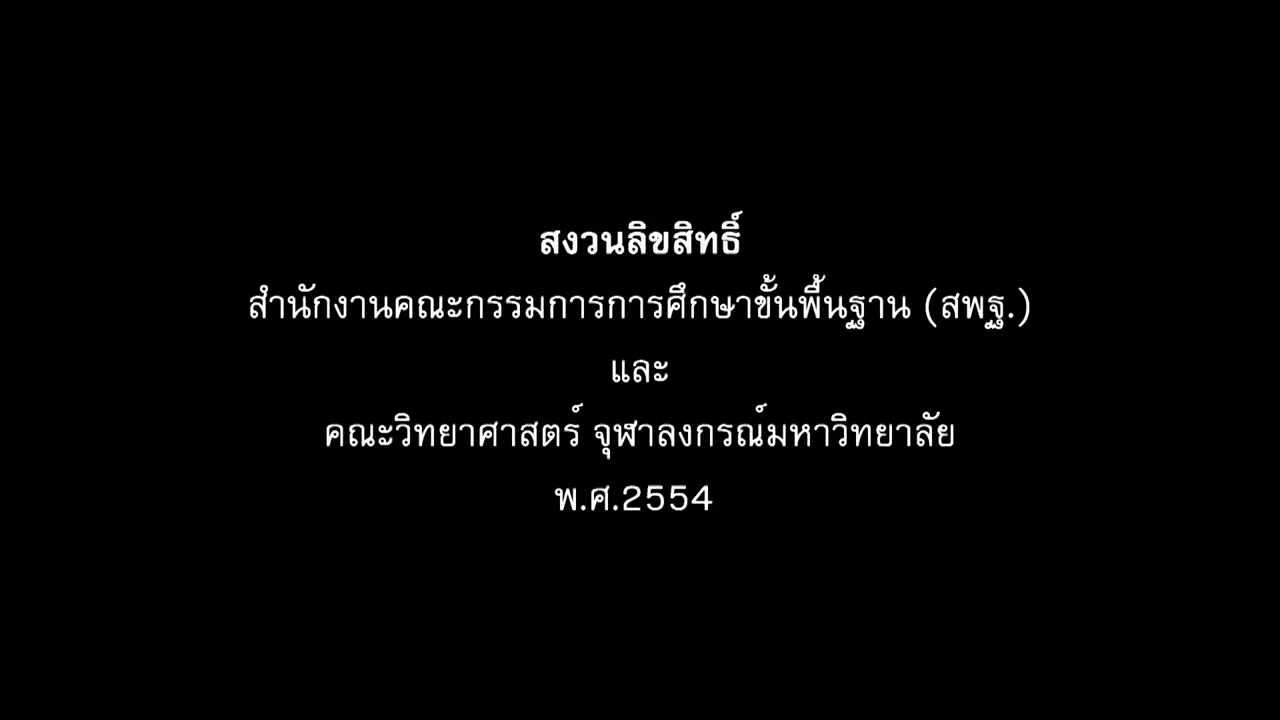 สงวนลิขสิทธิ์
สำนักงานคณะกรรมการการศึกษาขั้นพื้นฐาน (สพฐ.)
และ
คณะวิทยาศาสตร์ จุฬาลงกรณ์มหาวิทยาลัย
พ.ศ.2554